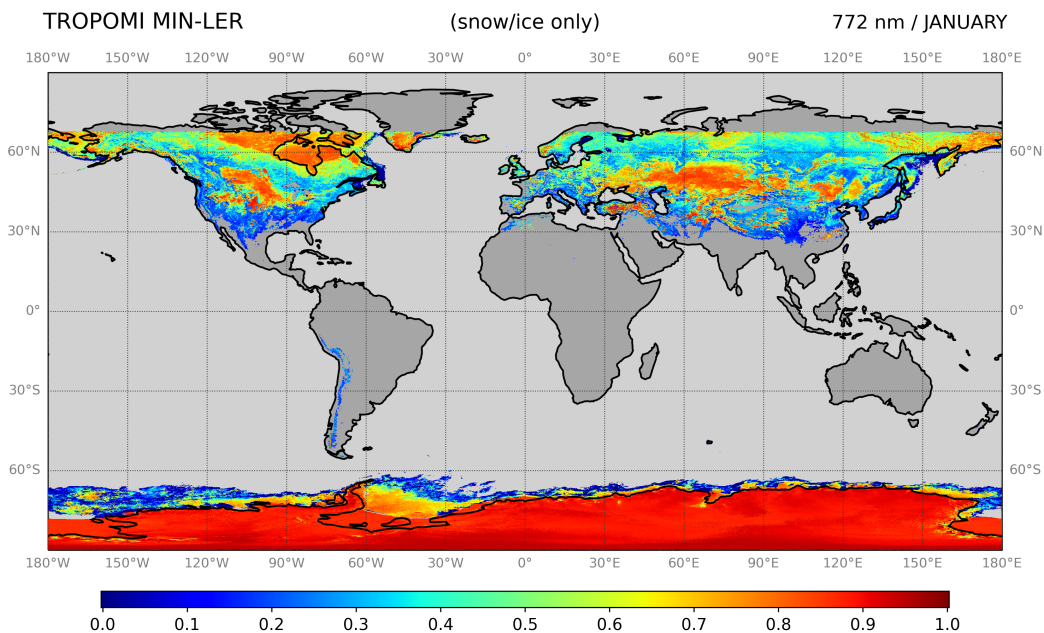 TROPOMI MIN-LER (snow/ice only) 772 nm / JANUARY
180°W 150°W 120°W 90°W 60°W 30°W 0° 30°E 60°E 90°E 120°E 150°E 180°E
60°N 60°N
30°N 30°N
0° 0°
30°S 30°S
60°S 60°S
180°W 150°W 120°W 90°W 60°W 30°W 0° 30°E 60°E 90°E 120°E 150°E 180°E
0.0 0.1 0.2 0.3 0.4 0.5 0.6 0.7 0.8 0.9 1.0